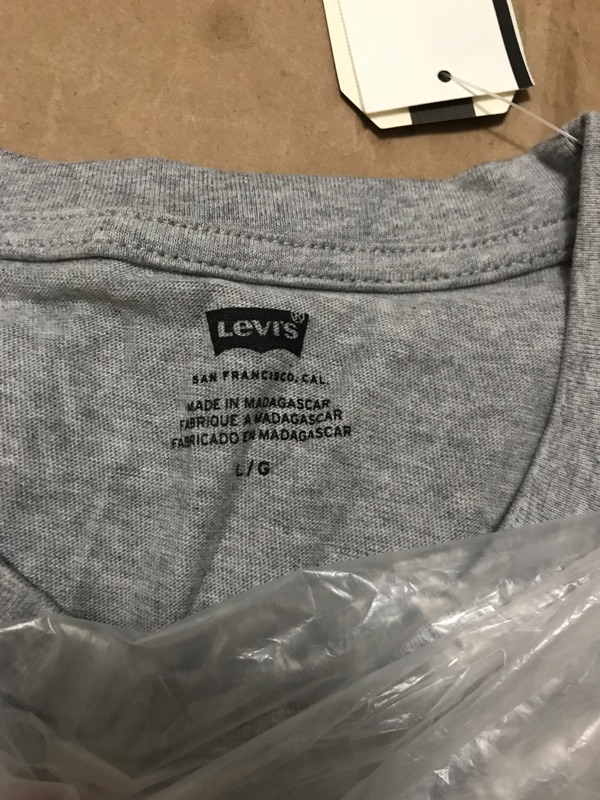 Levi's®
SAN FRANCISCO, CAL.
MADE IN MADAGASCAR
FABRIQUE A MADAGASCAR
FABRICADO EN MADAGASCAR
L/G